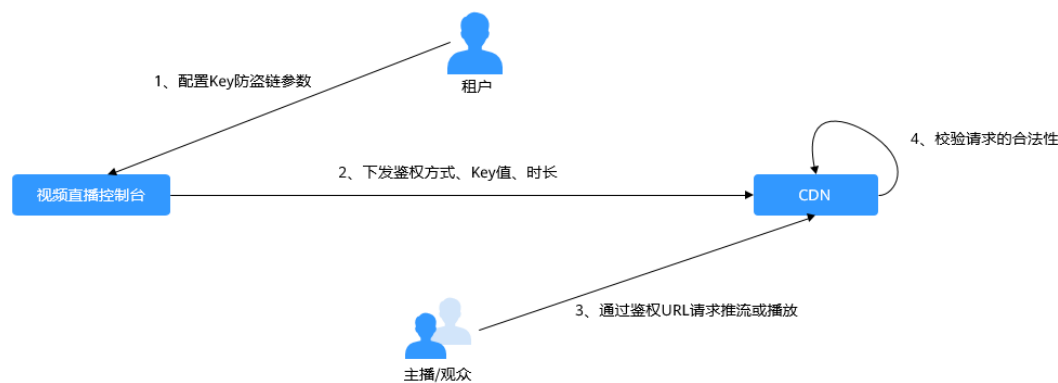 租户
1、配置Key防盗链参数
4、校验请求的合法性
2、下发鉴权方式、Key值、时长
视频直播控制台
CDN
3、通过鉴权URL请求推流或播放
主播/观众